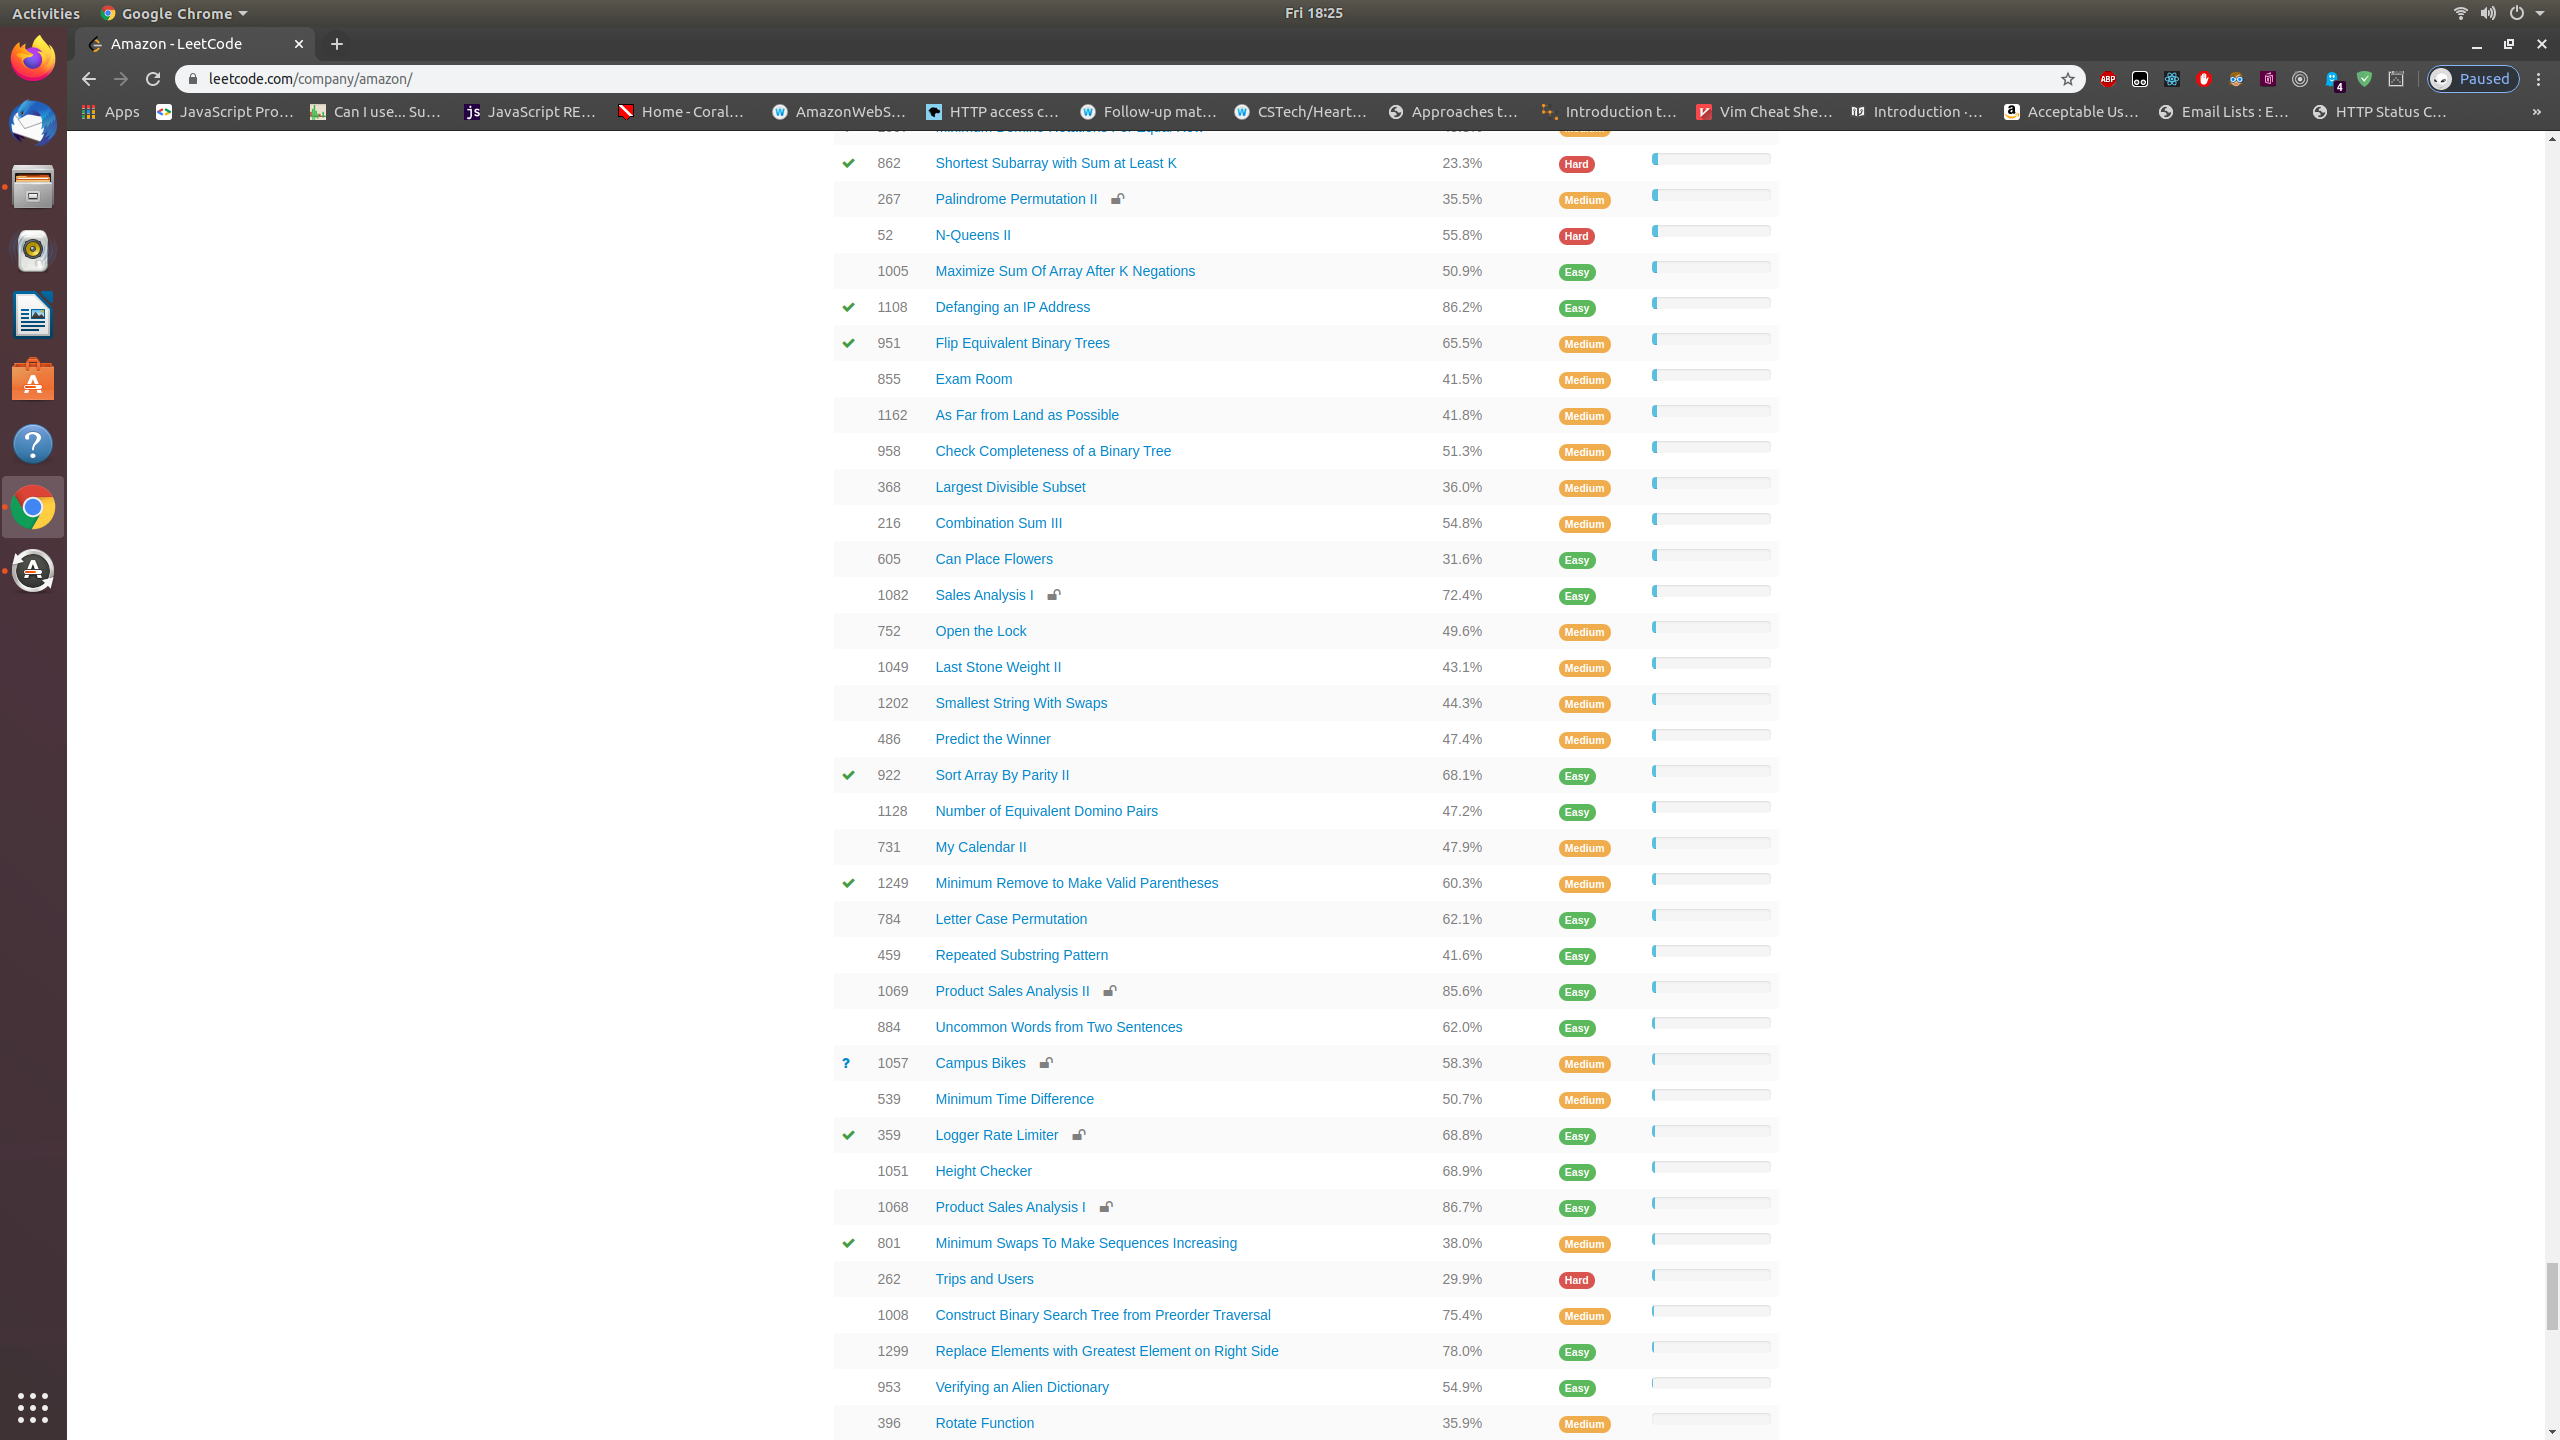 Activities Google Chrome Fri 18:25
Amazon - LeetCode
leetcode.com/company/amazon/ 4 Paused
Apps JavaScript Pro... Can I use... Su... JavaScript RE... Home - Coral... AmazonWebS... HTTP access c... Follow-up mat... CSTech/Heart... Approaches t... Introduction t... Vim Cheat She... Introduction ·... Acceptable Us... Email Lists : E... HTTP Status C... »
862 Shortest Subarray with Sum at Least K 23.3% Hard
267 Palindrome Permutation II 35.5% Medium
52 N-Queens II 55.8% Hard
1005 Maximize Sum Of Array After K Negations 50.9% Easy
1108 Defanging an IP Address 86.2% Easy
951 Flip Equivalent Binary Trees 65.5% Medium
855 Exam Room 41.5% Medium
1162 As Far from Land as Possible 41.8% Medium
958 Check Completeness of a Binary Tree 51.3% Medium
368 Largest Divisible Subset 36.0% Medium
216 Combination Sum III 54.8% Medium
605 Can Place Flowers 31.6% Easy
1082 Sales Analysis I 72.4% Easy
752 Open the Lock 49.6% Medium
1049 Last Stone Weight II 43.1% Medium
1202 Smallest String With Swaps 44.3% Medium
486 Predict the Winner 47.4% Medium
922 Sort Array By Parity II 68.1% Easy
1128 Number of Equivalent Domino Pairs 47.2% Easy
731 My Calendar II 47.9% Medium
1249 Minimum Remove to Make Valid Parentheses 60.3% Medium
784 Letter Case Permutation 62.1% Easy
459 Repeated Substring Pattern 41.6% Easy
1069 Product Sales Analysis II 85.6% Easy
884 Uncommon Words from Two Sentences 62.0% Easy
? 1057 Campus Bikes 58.3% Medium
539 Minimum Time Difference 50.7% Medium
359 Logger Rate Limiter 68.8% Easy
1051 Height Checker 68.9% Easy
1068 Product Sales Analysis I 86.7% Easy
801 Minimum Swaps To Make Sequences Increasing 38.0% Medium
262 Trips and Users 29.9% Hard
1008 Construct Binary Search Tree from Preorder Traversal 75.4% Medium
1299 Replace Elements with Greatest Element on Right Side 78.0% Easy
953 Verifying an Alien Dictionary 54.9% Easy
396 Rotate Function 35.9% Medium